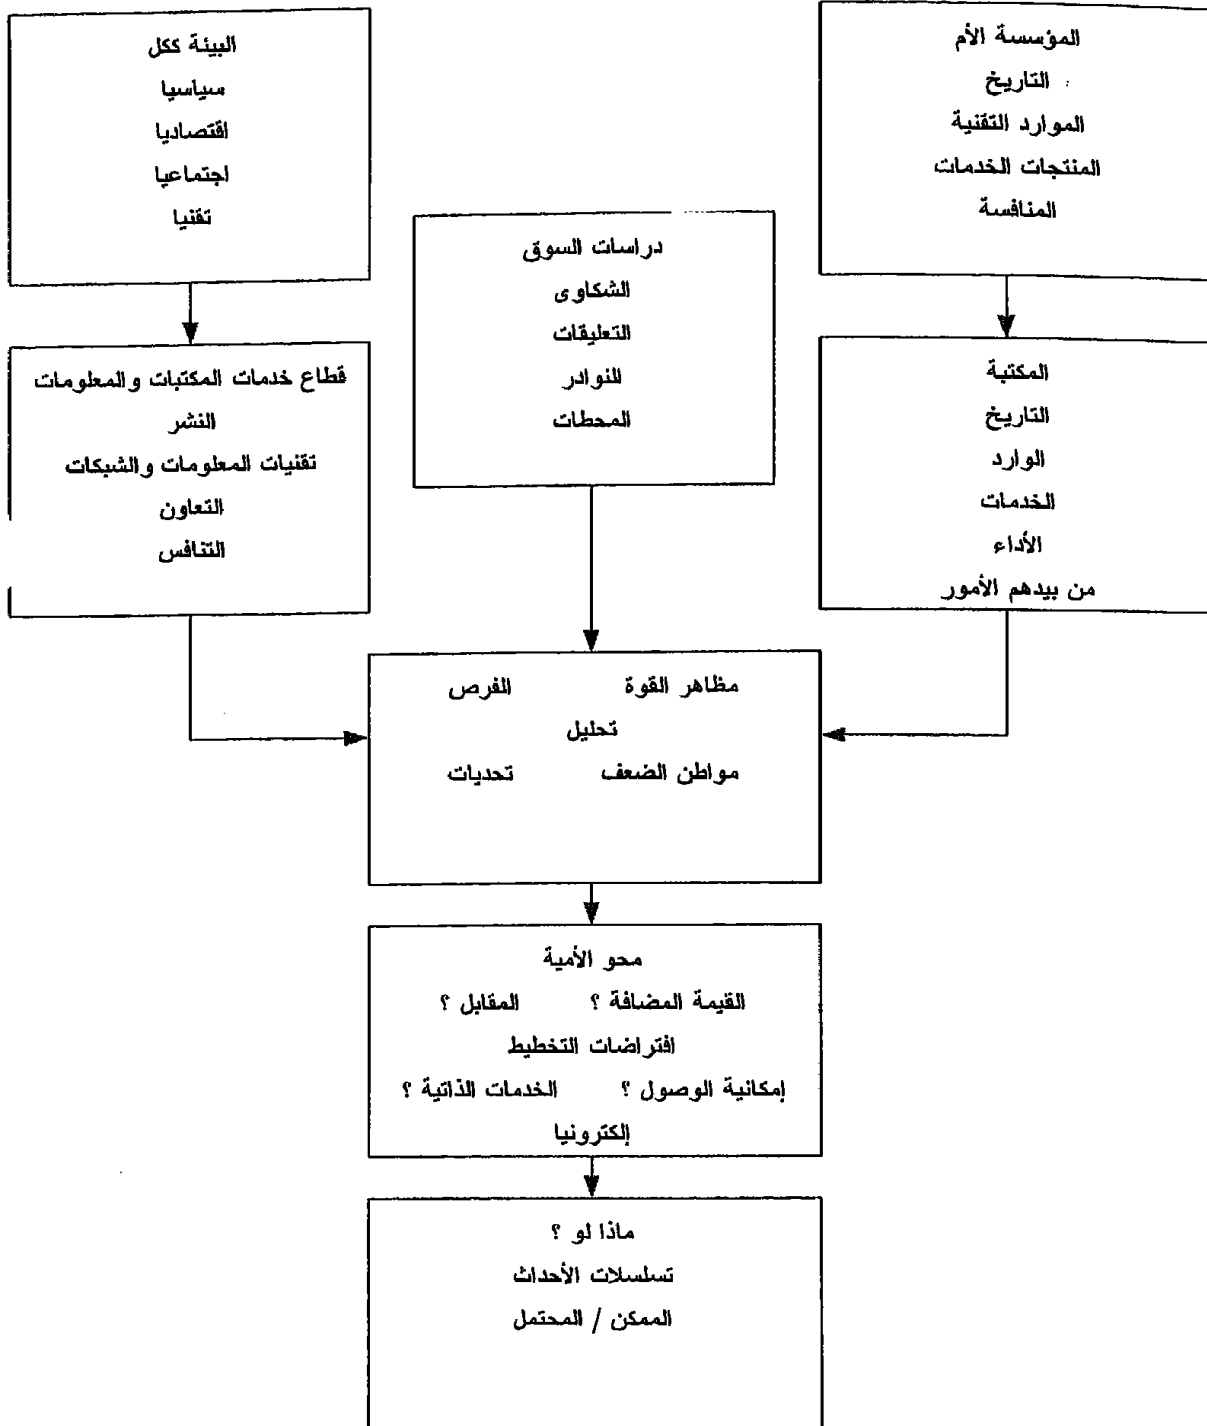 المؤسسة الأم
التاريخ
الموارد التقنية
المنتجات الخدمات
المنافسة
البيئة ككل
سياسيا
اقتصاديا
اجتماعيا
تقنيا
دراسات السوق
الشكاوى
التعليقات
النوادر
المحطات
المكتبة
التاريخ
الوارد
الخدمات
الأداء
من بيدهم الأمور
قطاع خدمات المكتبات والمعلومات
النشر
تقنيات المعلومات والشبكات
التعاون
التنافس
مظاهر القوة الفرص
تحليل
مواطن الضعف تحديات
محو الأمية
القيمة المضافة ؟ المقابل ؟
افتراضات التخطيط
إمكانية الوصول ؟ الخدمات الذاتية ؟
إلكترونيا
ماذا لو ؟
تسلسلات الأحداث
الممكن / المحتمل